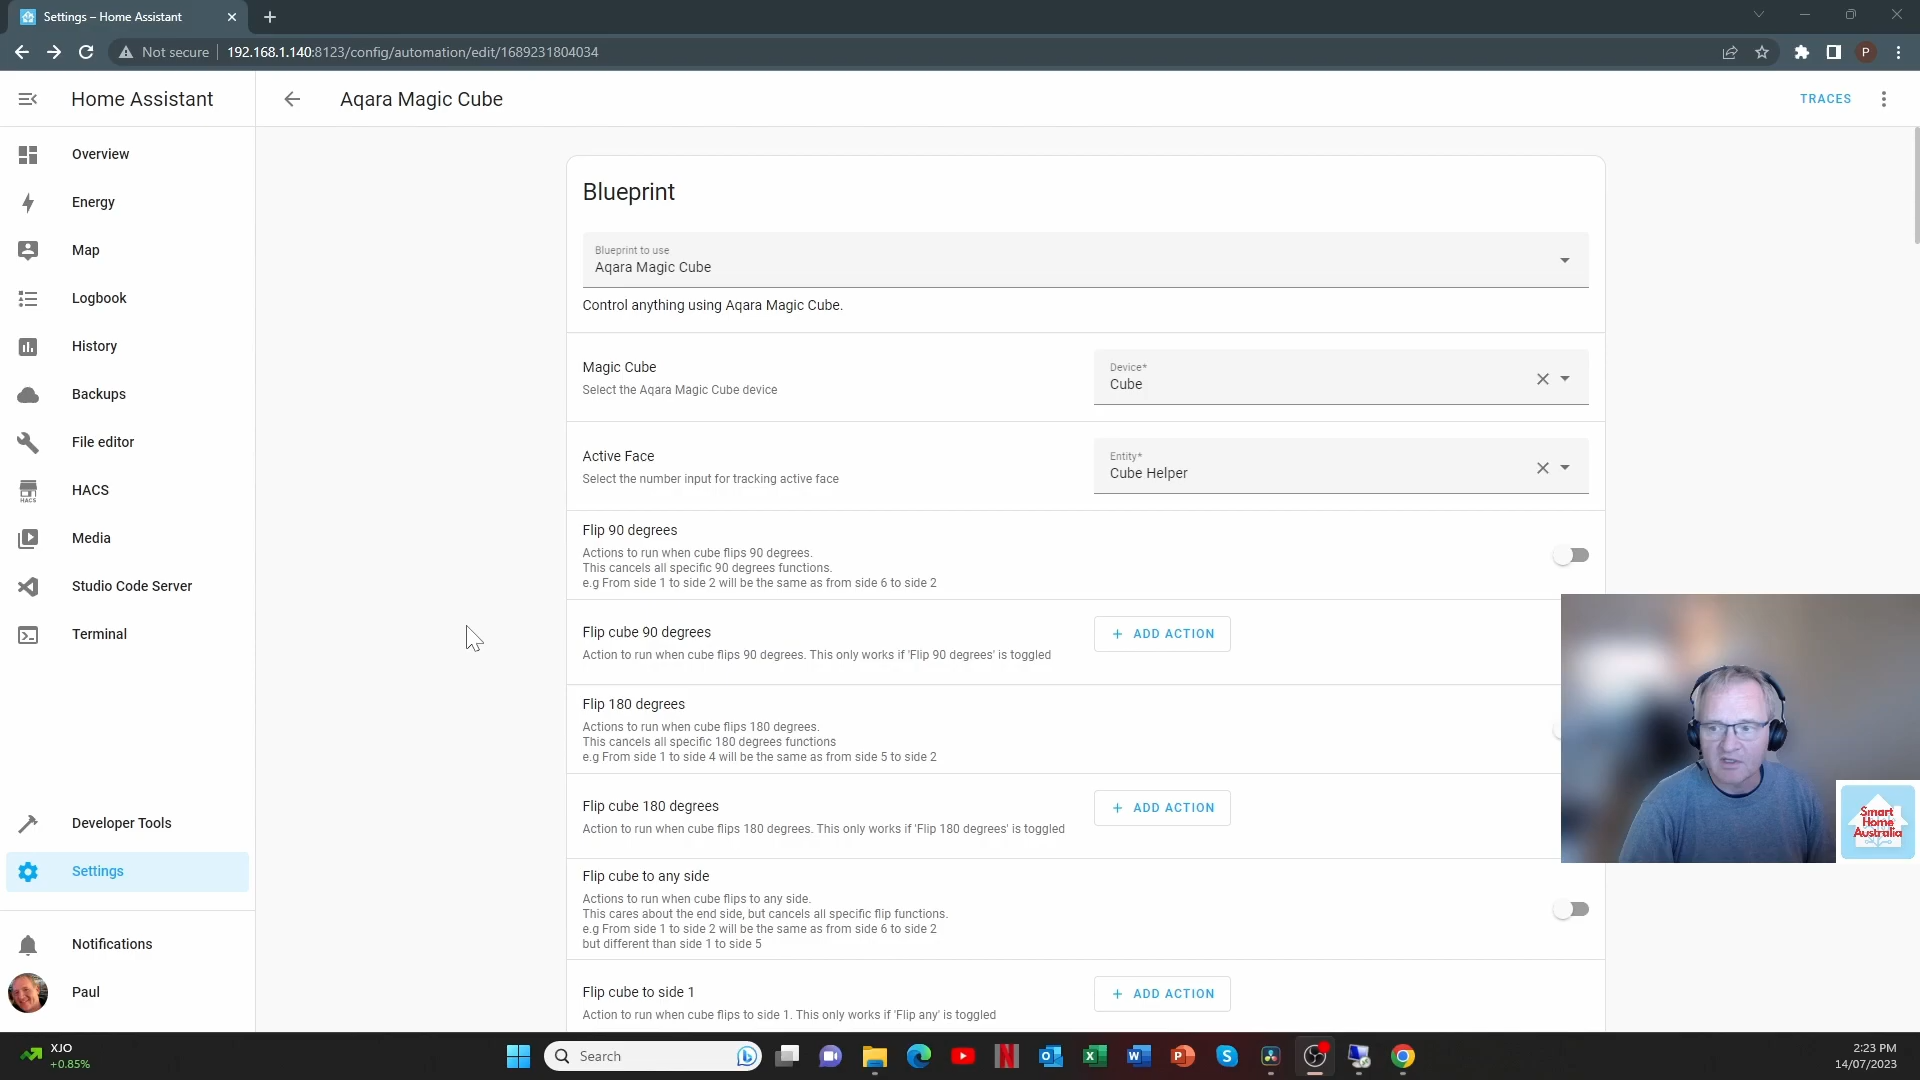 Settings – Home Assistant
Not secure
192.168.1.140:8123/config/automation/edit/1689231804034
P
Home Assistant
Aqara Magic Cube
TRACES
Overview
Energy
Map
Logbook
History
Backups
File editor
HACS
HACS
Media
Studio Code Server
Terminal
Developer Tools
Settings
Notifications
Paul
Blueprint
Blueprint to use
Aqara Magic Cube
Control anything using Aqara Magic Cube.
Magic Cube
Select the Aqara Magic Cube device
Device*
Cube
Active Face
Select the number input for tracking active face
Entity*
Cube Helper
Flip 90 degrees
Actions to run when cube flips 90 degrees.
This cancels all specific 90 degrees functions.
e.g From side 1 to side 2 will be the same as from side 6 to side 2
Flip cube 90 degrees
Action to run when cube flips 90 degrees. This only works if 'Flip 90 degrees' is toggled
+ ADD ACTION
Flip 180 degrees
Actions to run when cube flips 180 degrees.
This cancels all specific 180 degrees functions
e.g From side 1 to side 4 will be the same as from side 5 to side 2
Flip cube 180 degrees
Action to run when cube flips 180 degrees. This only works if 'Flip 180 degrees' is toggled
+ ADD ACTION
Flip cube to any side
Actions to run when cube flips to any side.
This cares about the end side, but cancels all specific flip functions.
e.g From side 1 to side 2 will be the same as from side 6 to side 2
but different than side 1 to side 5
Flip cube to side 1
Action to run when cube flips to side 1. This only works if 'Flip any' is toggled
+ ADD ACTION
Smart
Home
Australia
XJO
+0.85%
Search
2:23 PM
14/07/2023